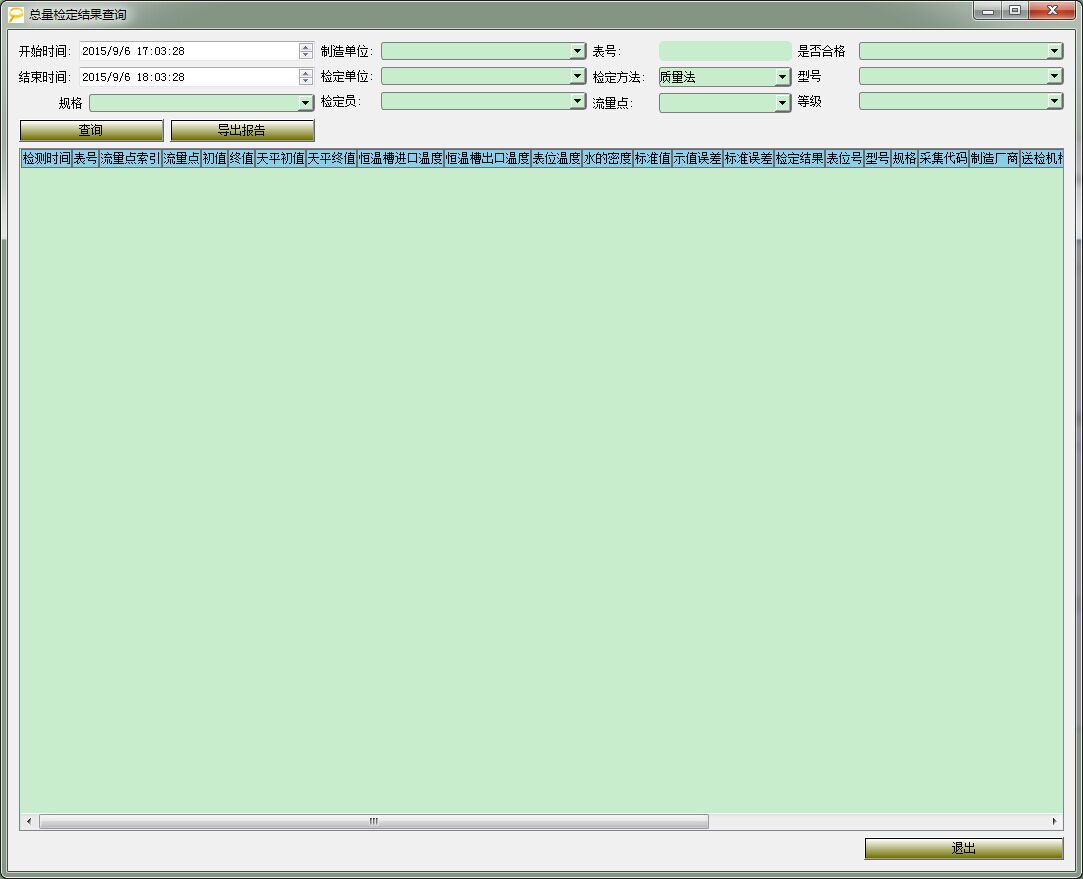 总量检定结果查询
开始时间: 2015/9/6 17:03:28 制造单位: 表号: 是否合格
结束时间: 2015/9/6 18:03:28 检定单位: 检定方法: 质量法 型号
规格 检定员: 流量点: 等级
查询 导出报告
检测时间 表号 流量点索引 流量点 初值 终值 天平初值 天平终值 恒温槽进口温度 恒温槽出口温度 表位温度 水的密度 标准值 示值误差 标准误差 检定结果 表位号 型号 规格 采集代码 制造厂商 送检机
退出